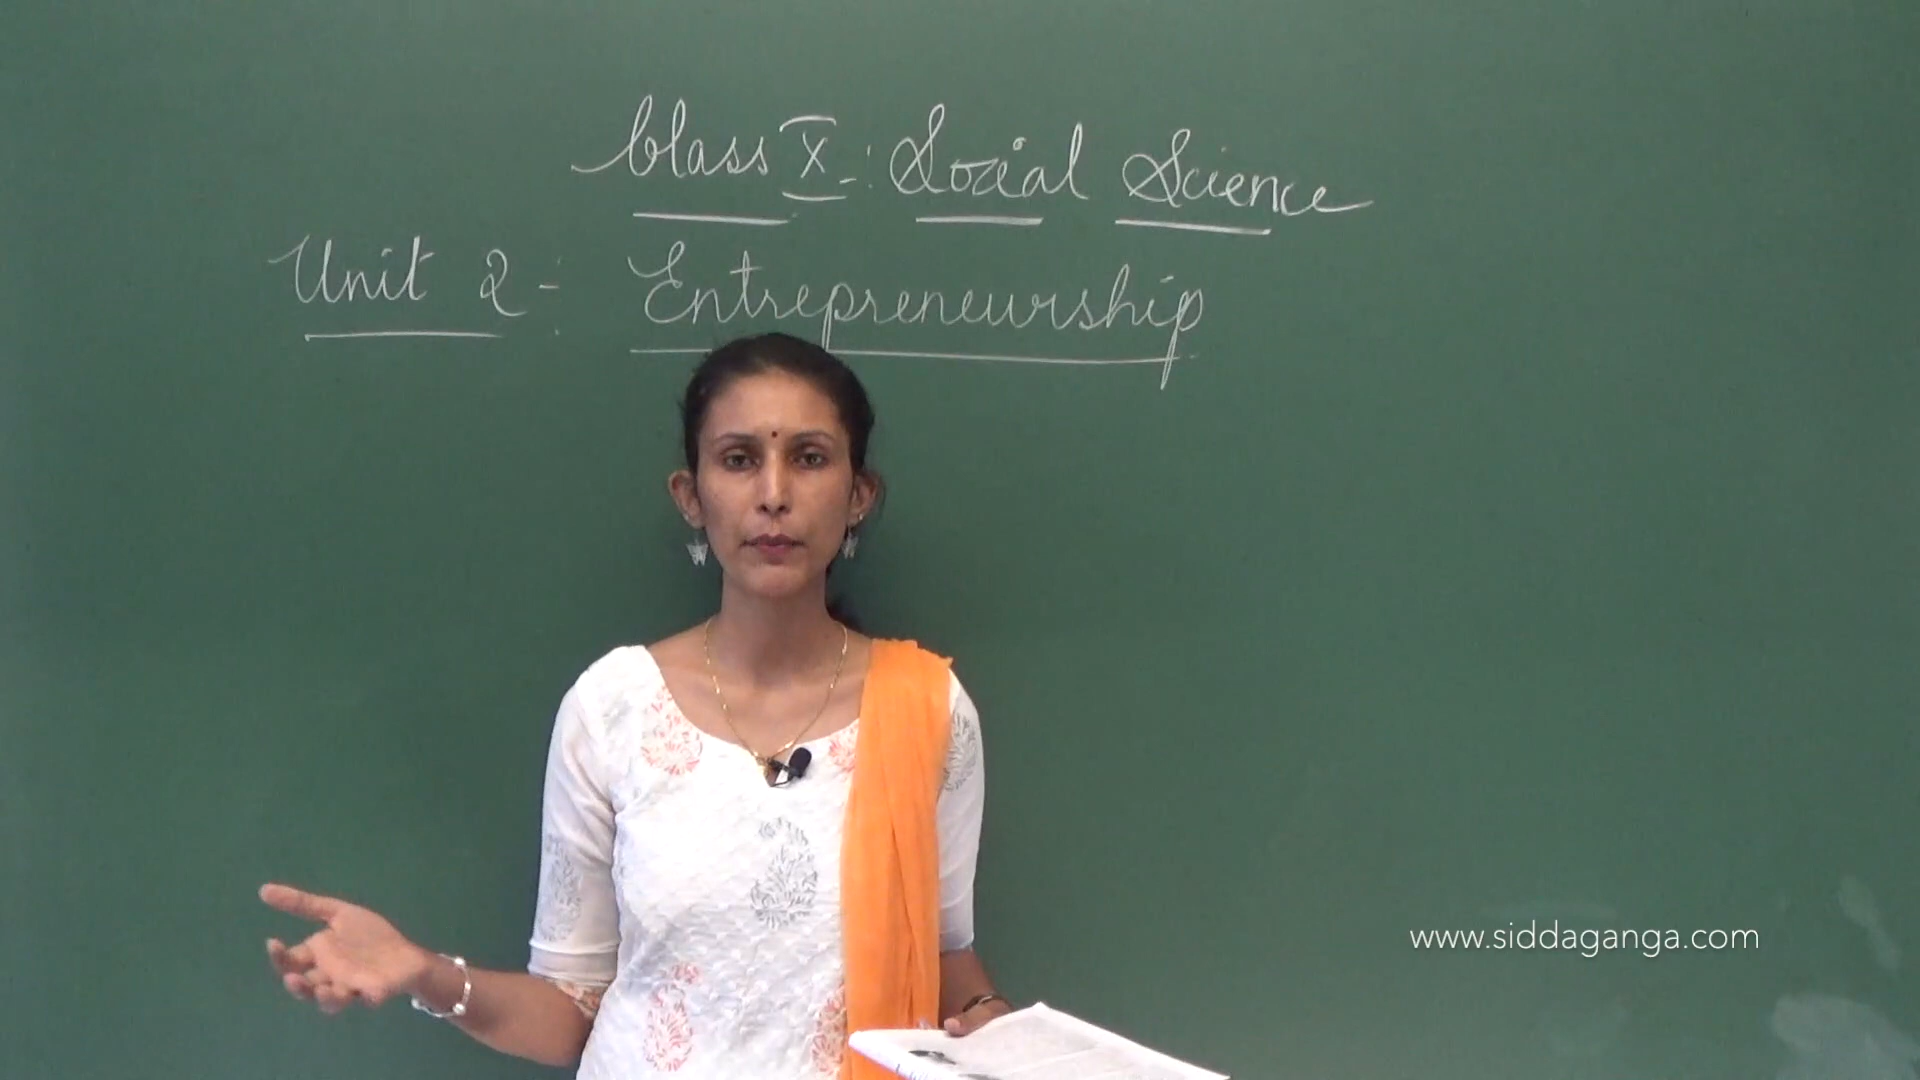 Class X : Social Science
Unit 2 : Entrepreneurship
www.siddaganga.com